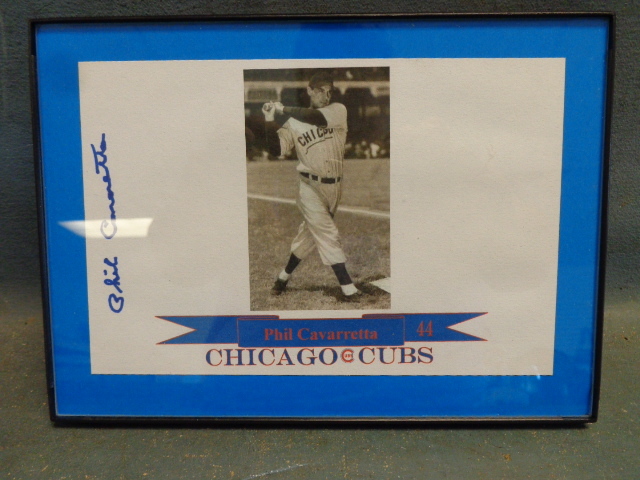 Phil Cavarretta
CHICAGO
Phil Cavarretta 44
CHICAGO CUBS